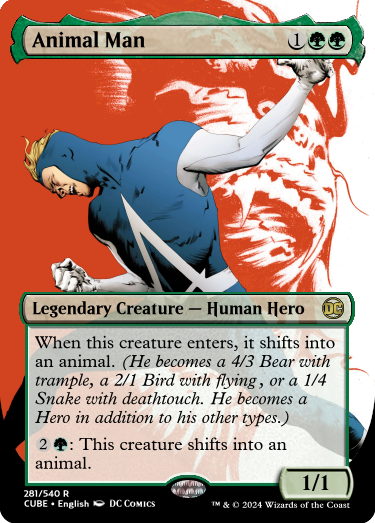 Animal Man 1
Legendary Creature — Human Hero DC
When this creature enters, it shifts into
an animal. (He becomes a 4/3 Bear with
trample, a 2/1 Bird with flying , or a 1/4
Snake with deathtouch. He becomes a
Hero in addition to his other types.)
2 : This creature shifts into an
animal.
1/1
281/540 R
CUBE • English DC COMICS
™ & © 2024 Wizards of the Coast